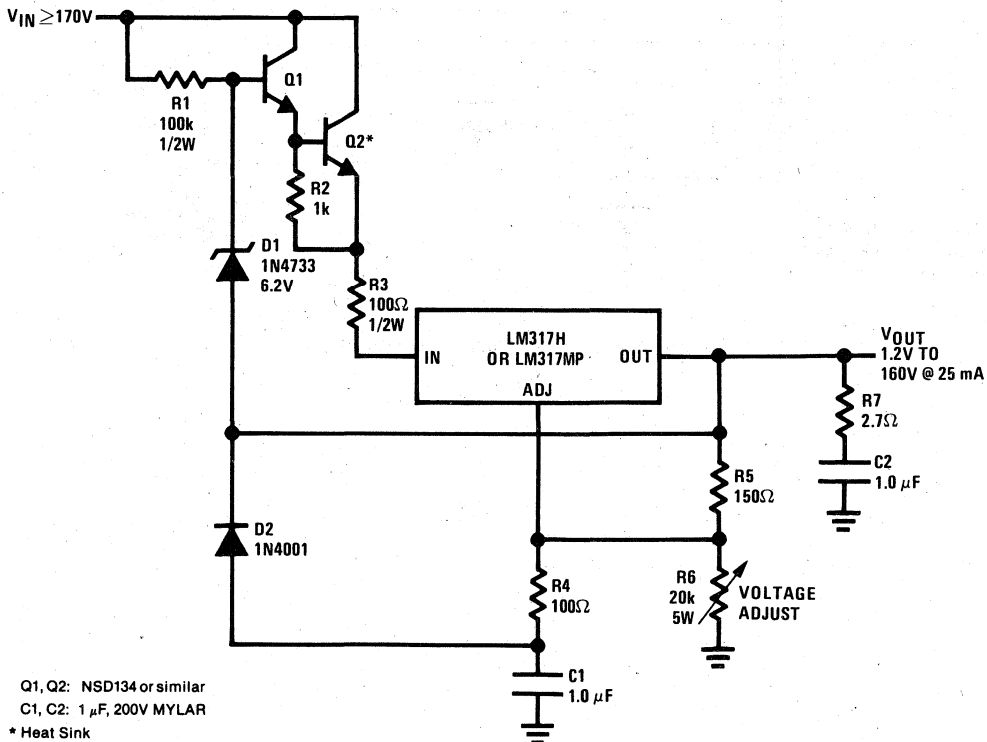 VIN ≥170V
R1
100k
1/2W
Q1
Q2*
R2
1k
D1
1N4733
6.2V
R3
100Ω
1/2W
LM317H
OR LM317MP
IN
OUT
ADJ
VOUT
1.2V TO
160V @ 25 mA
R7
2.7Ω
C2
1.0 μF
R5
150Ω
D2
1N4001
R4
100Ω
R6
20k
5W
VOLTAGE
ADJUST
C1
1.0 μF
Q1, Q2: NSD134 or similar
C1, C2: 1 μF, 200V MYLAR
* Heat Sink